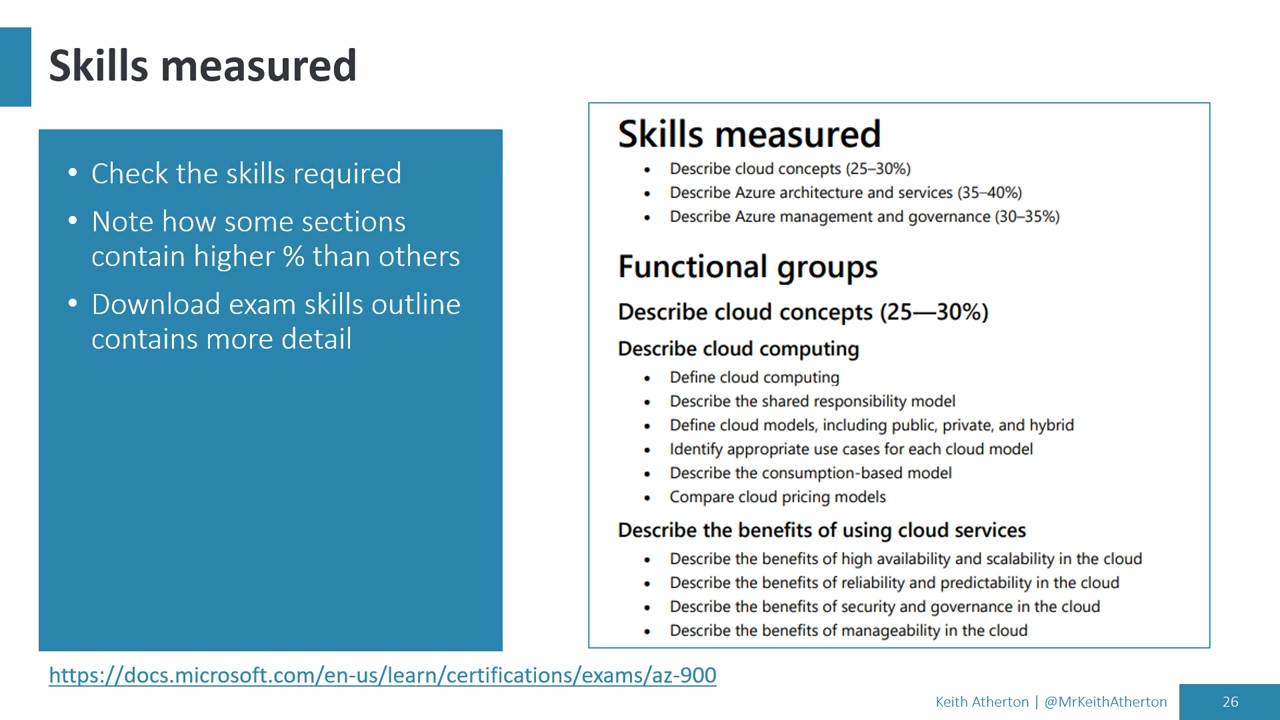 Skills measured
• Check the skills required
• Note how some sections
contain higher % than others
• Download exam skills outline
contains more detail
Skills measured
• Describe cloud concepts (25–30%)
• Describe Azure architecture and services (35–40%)
• Describe Azure management and governance (30–35%)
Functional groups
Describe cloud concepts (25—30%)
Describe cloud computing
• Define cloud computing
• Describe the shared responsibility model
• Define cloud models, including public, private, and hybrid
• Identify appropriate use cases for each cloud model
• Describe the consumption-based model
• Compare cloud pricing models
Describe the benefits of using cloud services
• Describe the benefits of high availability and scalability in the cloud
• Describe the benefits of reliability and predictability in the cloud
• Describe the benefits of security and governance in the cloud
• Describe the benefits of manageability in the cloud
https://docs.microsoft.com/en-us/learn/certifications/exams/az-900
Keith Atherton | @MrKeithAtherton
26